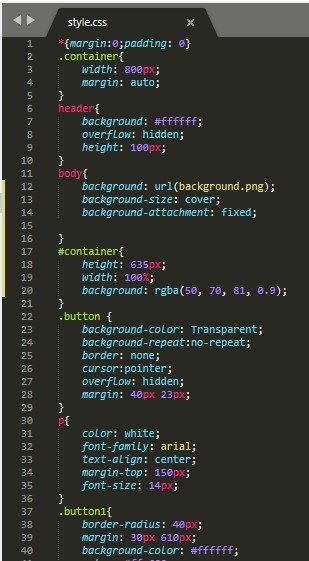 style.css ×
1 *{margin:0;padding: 0}
2 .container{
3 width: 800px;
4 margin: auto;
5 }
6 header{
7 background: #ffffff;
8 overflow: hidden;
9 height: 100px;
10 }
11 body{
12 background: url(background.png);
13 background-size: cover;
14 background-attachment: fixed;
15
16 }
17 #container{
18 height: 635px;
19 width: 100%;
20 background: rgba(50, 70, 81, 0.9);
21 }
22 .button {
23 background-color: Transparent;
24 background-repeat:no-repeat;
25 border: none;
26 cursor:pointer;
27 overflow: hidden;
28 margin: 40px 23px;
29 }
30 p{
31 color: white;
32 font-family: arial;
33 text-align: center;
34 margin-top: 150px;
35 font-size: 14px;
36 }
37 .button1{
38 border-radius: 40px;
39 margin: 30px 610px;
40 background-color: #ffffff;